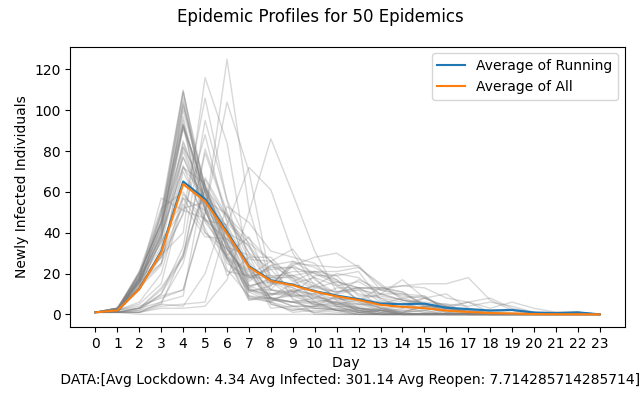 Epidemic Profiles for 50 Epidemics
Average of Running
Average of All
Newly Infected Individuals
120
100
80
60
40
20
0
0 1 2 3 4 5 6 7 8 9 10 11 12 13 14 15 16 17 18 19 20 21 22 23
Day
DATA:[Avg Lockdown: 4.34 Avg Infected: 301.14 Avg Reopen: 7.714285714285714]